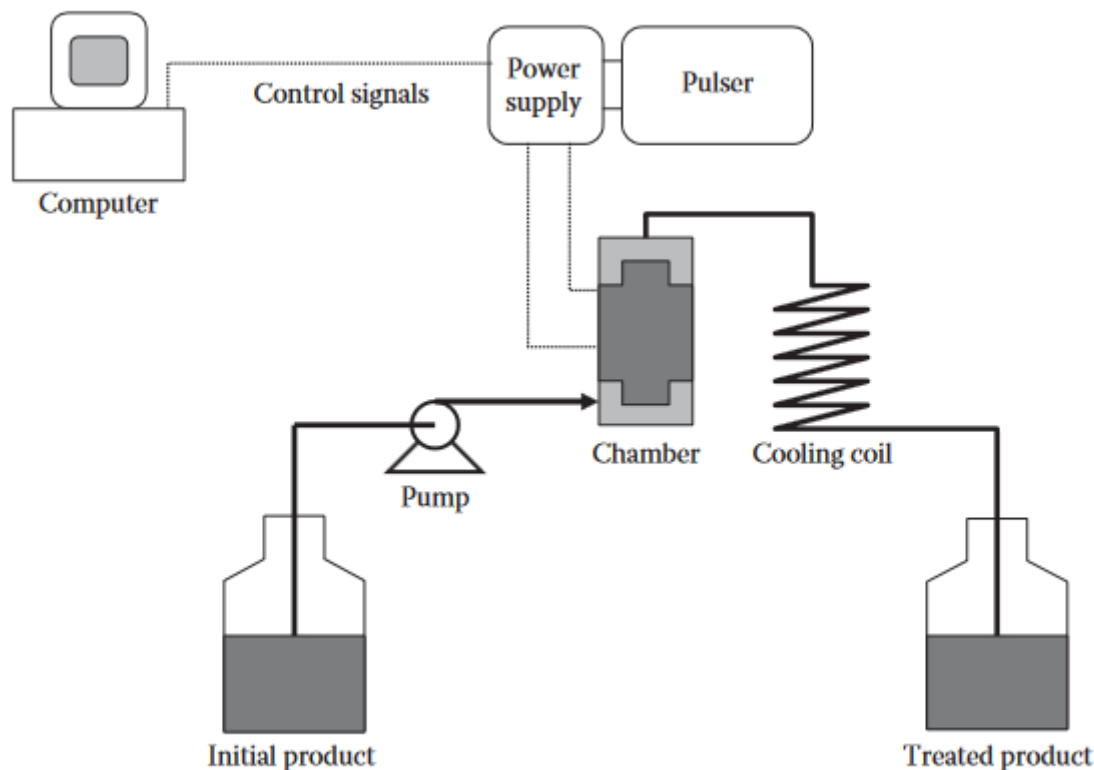 Power
supply
Pulser
Control signals
Computer
Chamber
Cooling coil
Pump
Initial product
Treated product